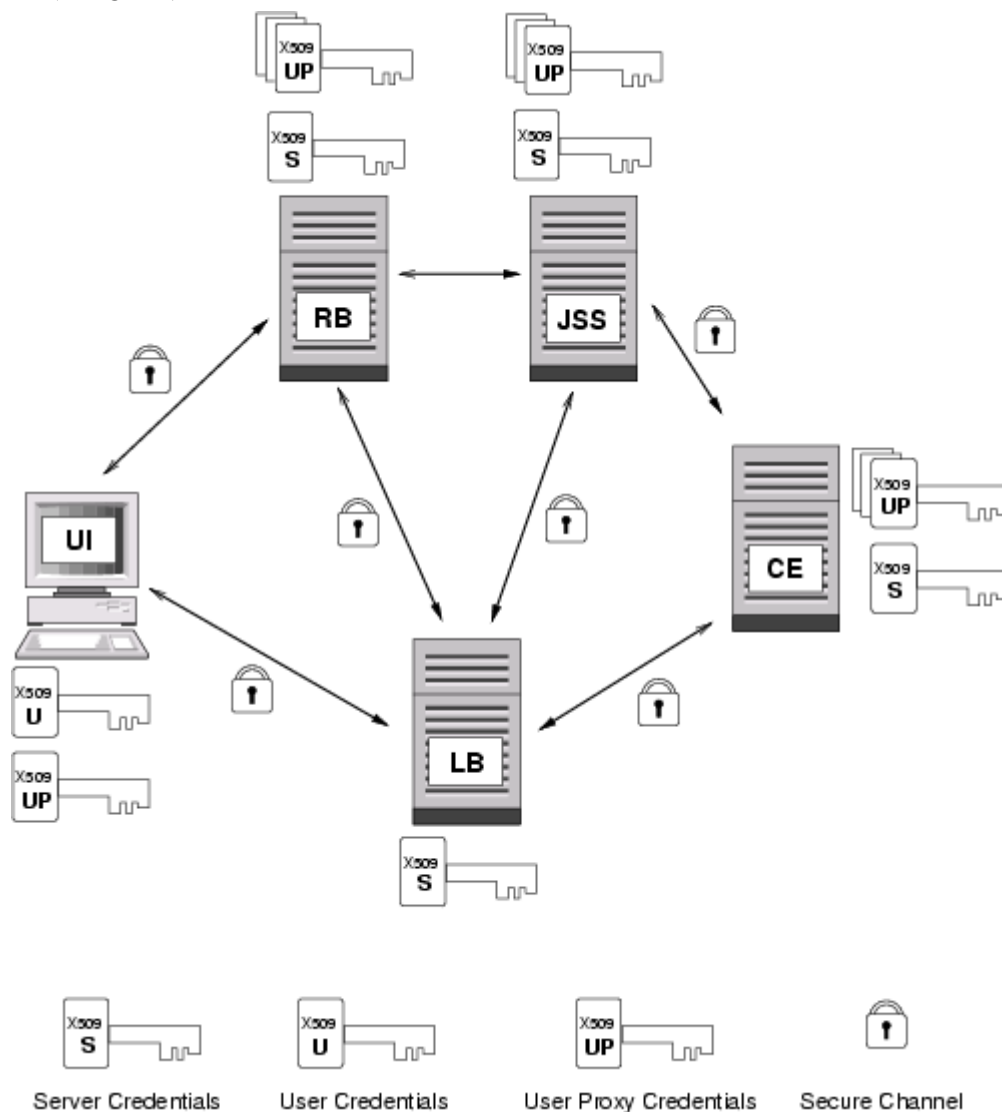 X509
UP
X509
UP
X509
S
X509
S
RB
JSS
UI
X509
UP
CE
X509
S
X509
U
LB
X509
UP
X509
S
X509
S
X509
U
X509
UP
Server Credentials
User Credentials
User Proxy Credentials
Secure Channel